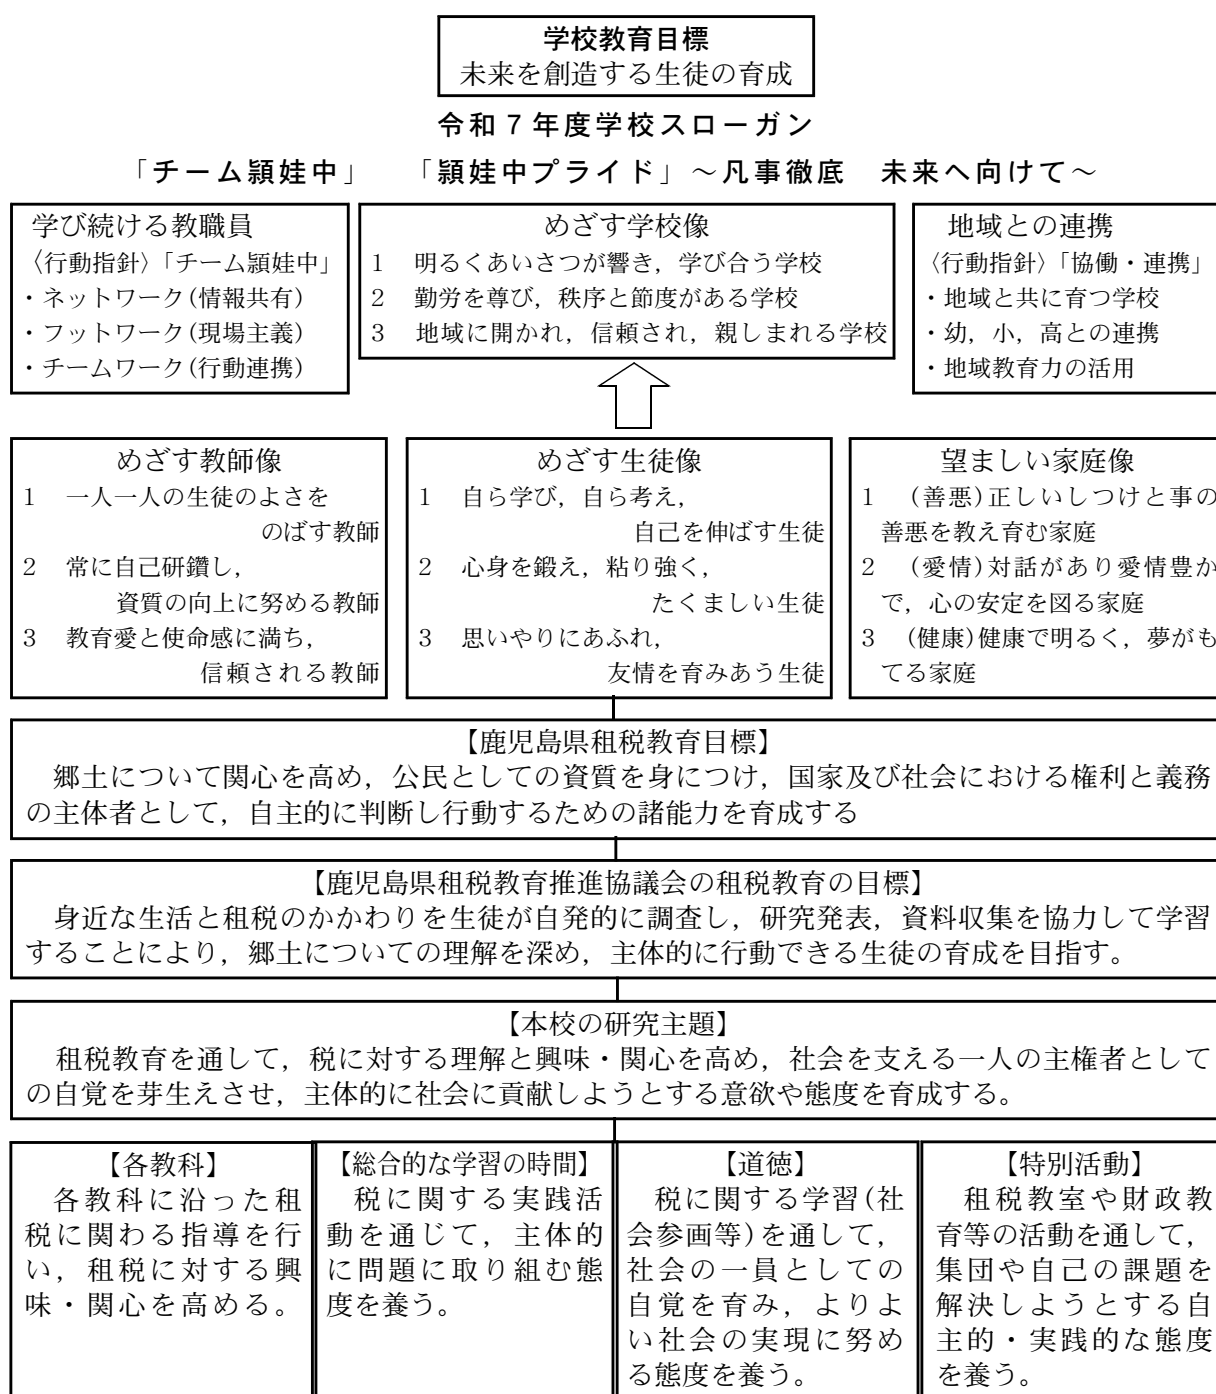 学校教育目標
未来を創造する生徒の育成
令和７年度学校スローガン
「チーム頴娃中」　「頴娃中プライド」～凡事徹底　未来へ向けて～
学び続ける教職員
〈行動指針〉「チーム頴娃中」
・ネットワーク(情報共有)
・フットワーク(現場主義)
・チームワーク(行動連携)
めざす学校像
１　明るくあいさつが響き，学び合う学校
２　勤労を尊び，秩序と節度がある学校
３　地域に開かれ，信頼され，親しまれる学校
地域との連携
〈行動指針〉「協働・連携」
・地域と共に育つ学校
・幼，小，高との連携
・地域教育力の活用
めざす教師像
１　一人一人の生徒のよさを
のばす教師
２　常に自己研鑽し，
資質の向上に努める教師
３　教育愛と使命感に満ち，
信頼される教師
めざす生徒像
１　自ら学び，自ら考え，
自己を伸ばす生徒
２　心身を鍛え，粘り強く，
たくましい生徒
３　思いやりにあふれ，
友情を育みあう生徒
望ましい家庭像
１　(善悪)正しいしつけと事の
善悪を教え育む家庭
２　(愛情)対話があり愛情豊か
で，心の安定を図る家庭
３　(健康)健康で明るく，夢がも
てる家庭
【鹿児島県租税教育目標】
郷土について関心を高め，公民としての資質を身につけ，国家及び社会における権利と義務
の主体者として，自主的に判断し行動するための諸能力を育成する
【鹿児島県租税教育推進協議会の租税教育の目標】
身近な生活と租税のかかわりを生徒が自発的に調査し，研究発表，資料収集を協力して学習
することにより，郷土についての理解を深め，主体的に行動できる生徒の育成を目指す。
【本校の研究主題】
租税教育を通して，税に対する理解と興味・関心を高め，社会を支える一人の主権者として
の自覚を芽生えさせ，主体的に社会に貢献しようとする意欲や態度を育成する。
【各教科】
各教科に沿った租
税に関わる指導を行
い，租税に対する興
味・関心を高める。
【総合的な学習の時間】
税に関する実践活
動を通じて，主体的
に問題に取り組む態
度を養う。
【道徳】
税に関する学習(社
会参画等)を通して，
社会の一員としての
自覚を育み，よりよ
い社会の実現に努め
る態度を養う。
【特別活動】
租税教室や財政教
育等の活動を通して，
集団や自己の課題を
解決しようとする自
主的・実践的な態度
を養う。